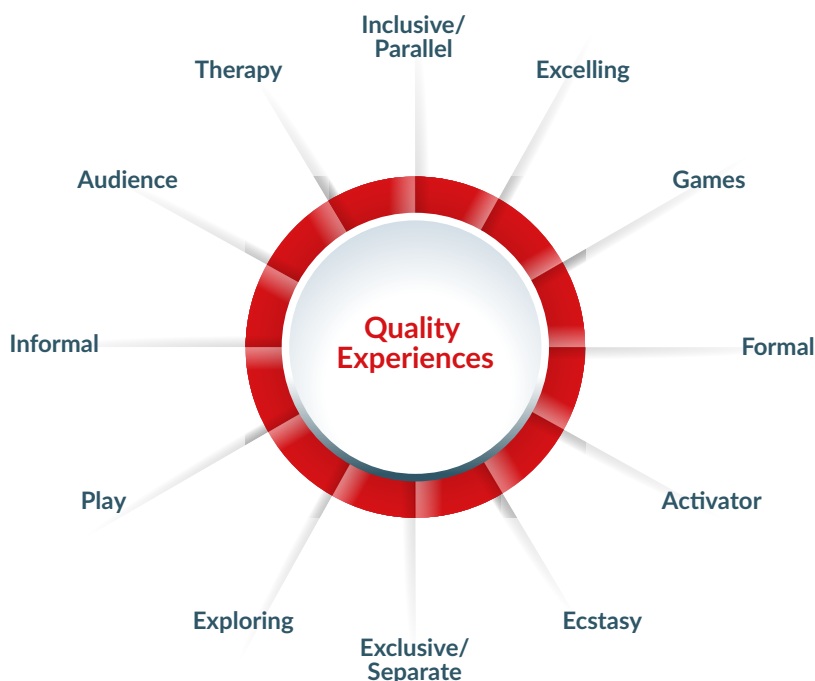 Inclusive/
Parallel
Therapy
Excelling
Audience
Games
Quality
Experiences
Informal
Formal
Play
Activator
Exploring
Ecstasy
Exclusive/
Separate